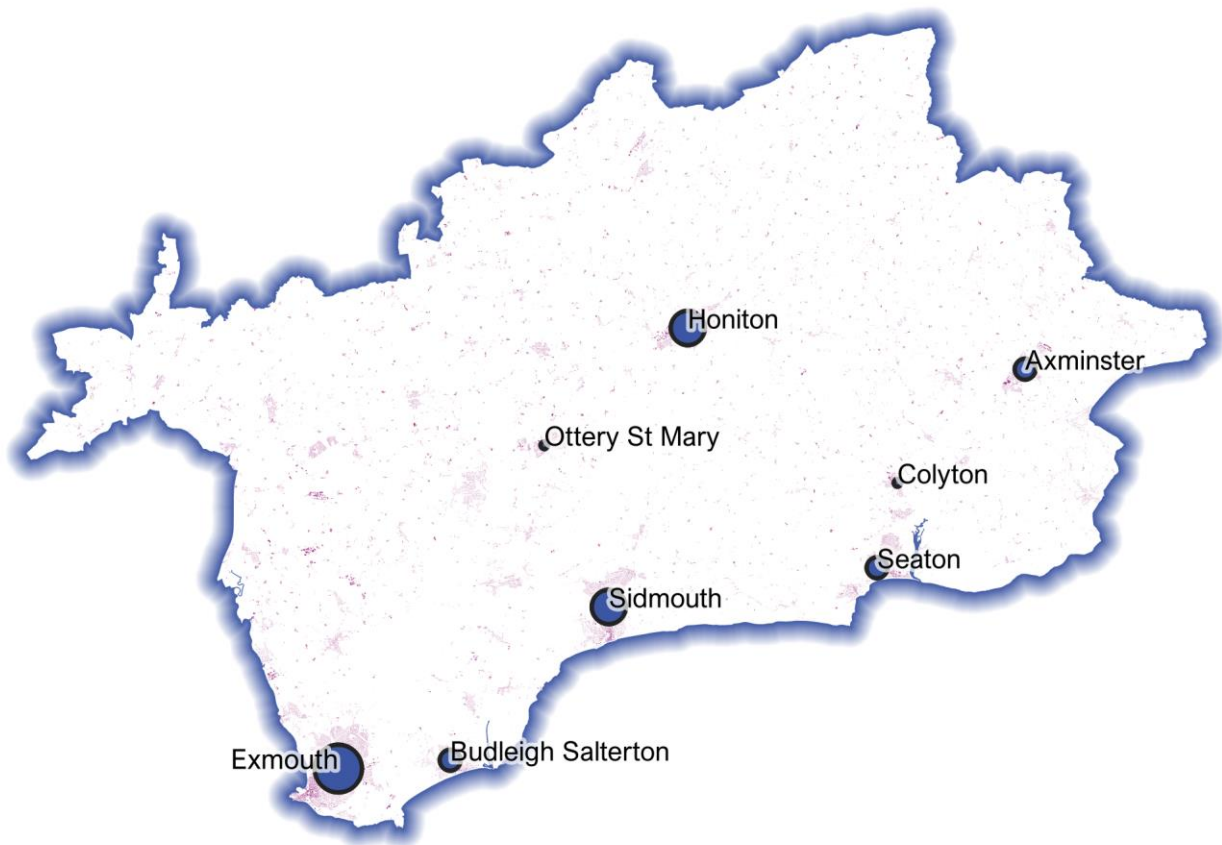 Honiton
Axminster
Ottery St Mary
Colyton
Seaton
Sidmouth
Budleigh Salterton
Exmouth